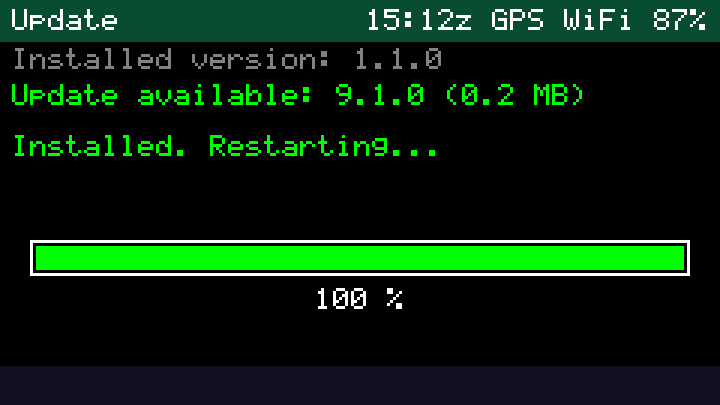 Update 15:12z GPS WiFi 87%
Installed version: 1.1.0
Update available: 9.1.0 (0.2 MB)
Installed. Restarting...
100 %